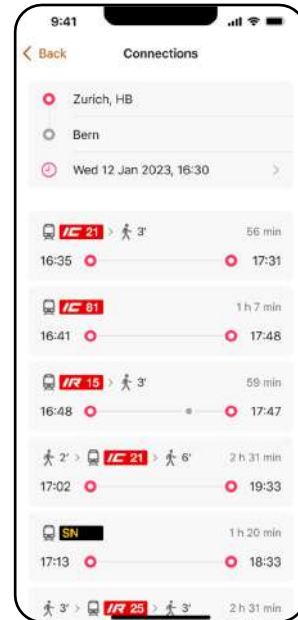 9:41
Back Connections
Zurich, HB
Bern
Wed 12 Jan 2023, 16:30
IC 21 > 3' 56 min
16:35 17:31
IC 81 1 h 7 min
16:41 17:48
IR 15 > 3' 59 min
16:48 17:47
2' > IC 21 > 6' 2 h 31 min
17:02 19:33
SN 1 h 20 min
17:13 18:33
3' > IR 25 > 3' 2 h 31 min